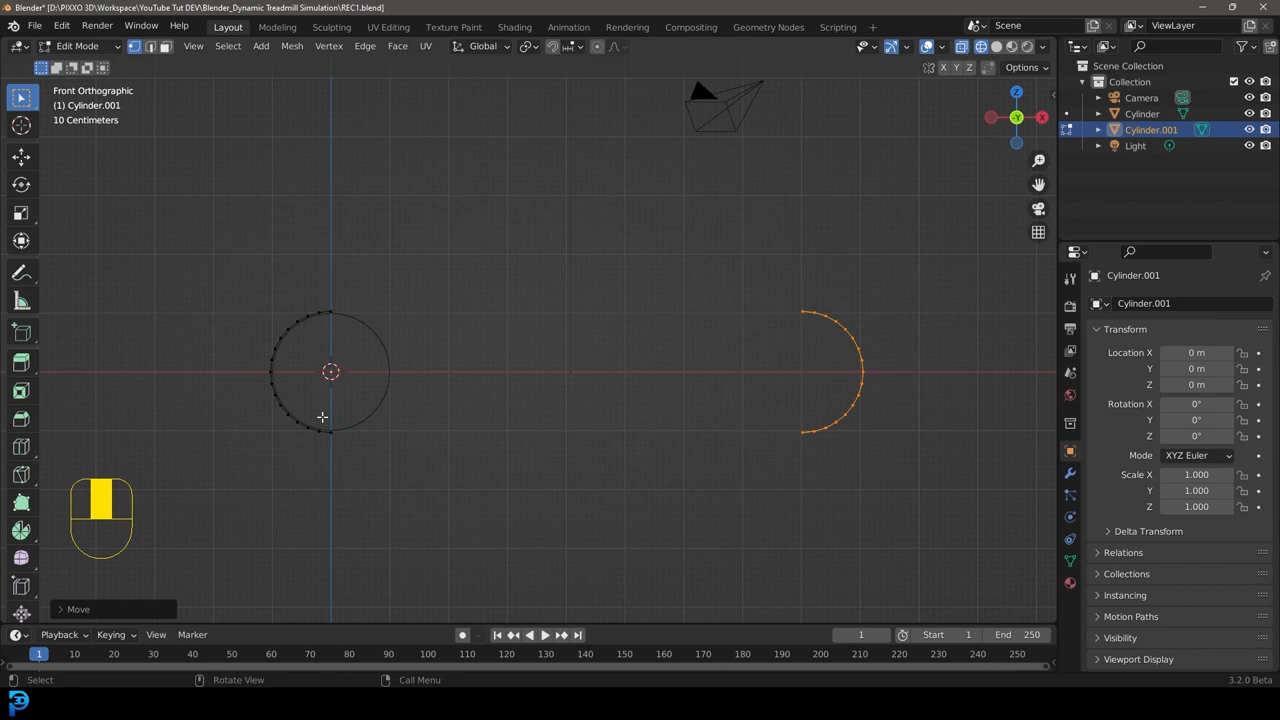 Blender* [D:\PIXXO 3D\Workspace\YouTube Tut DEV\Blender_Dynamic Treadmill Simulation\REC1.blend]
File Edit Render Window Help Layout Modeling Sculpting UV Editing Texture Paint Shading Animation Rendering Compositing Geometry Nodes Scripting Scene ViewLayer
Edit Mode View Select Add Mesh Vertex Edge Face UV Global
X Y Z Options
Front Orthographic
(1) Cylinder.001
10 Centimeters
Z
-Y
X
Scene Collection
Collection
Camera
Cylinder
Cylinder.001
Light
Cylinder.001
Cylinder.001
Transform
Location X 0 m
Y 0 m
Z 0 m
Rotation X 0°
Y 0°
Z 0°
Mode XYZ Euler
Scale X 1.000
Y 1.000
Z 1.000
Delta Transform
Relations
Collections
Instancing
Motion Paths
Visibility
Viewport Display
Move
Playback Keying View Marker 1 Start 1 End 250
1 10 20 30 40 50 60 70 80 90 100 110 120 130 140 150 160 170 180 190 200 210 220 230 240 250
Select Rotate View Call Menu 3.2.0 Beta